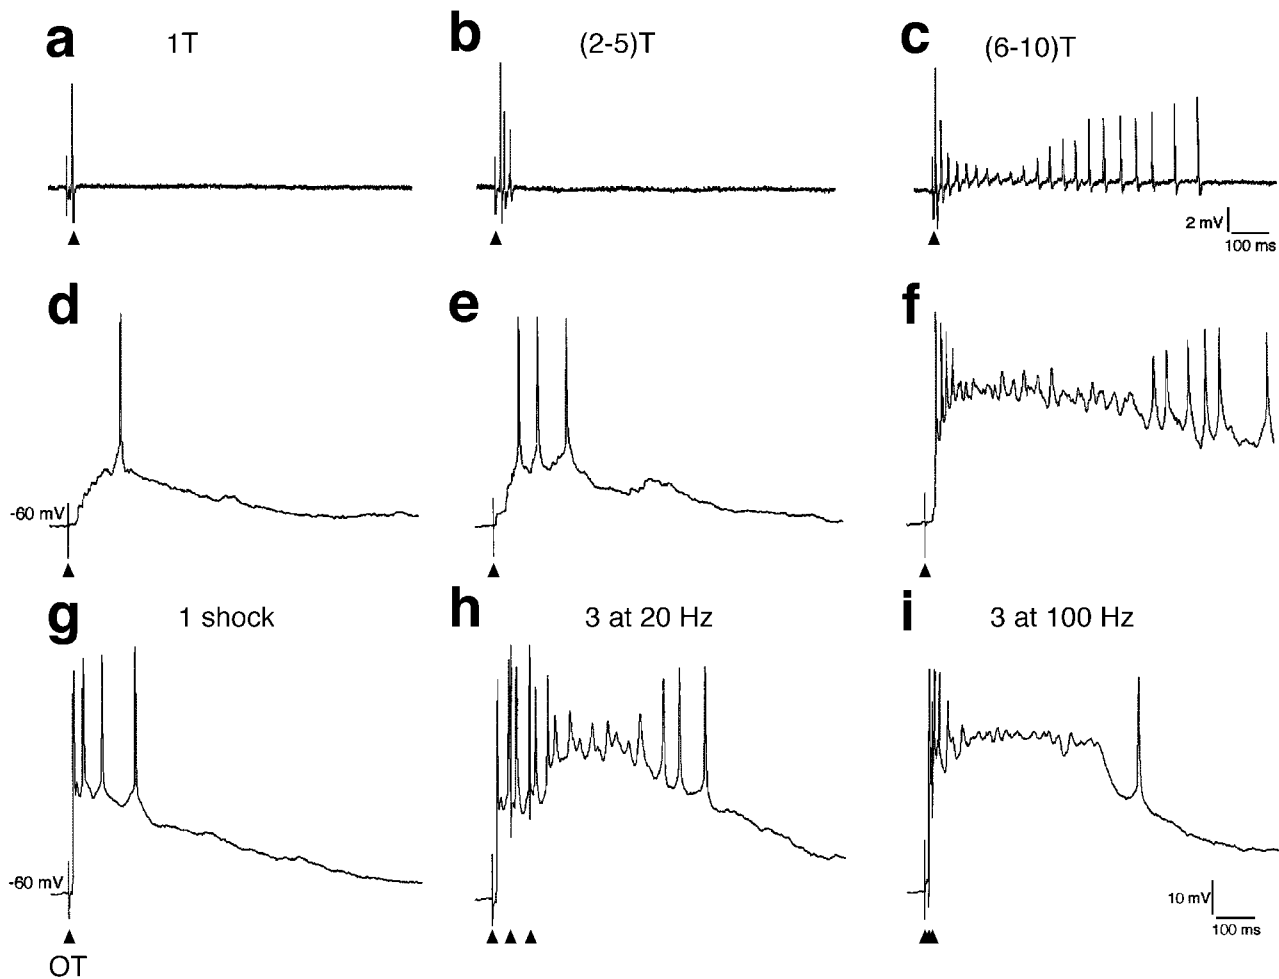 a 1T
b (2-5)T
c (6-10)T
2 mV
100 ms
d
e
f
-60 mV
g 1 shock
h 3 at 20 Hz
i 3 at 100 Hz
-60 mV
10 mV
100 ms
OT